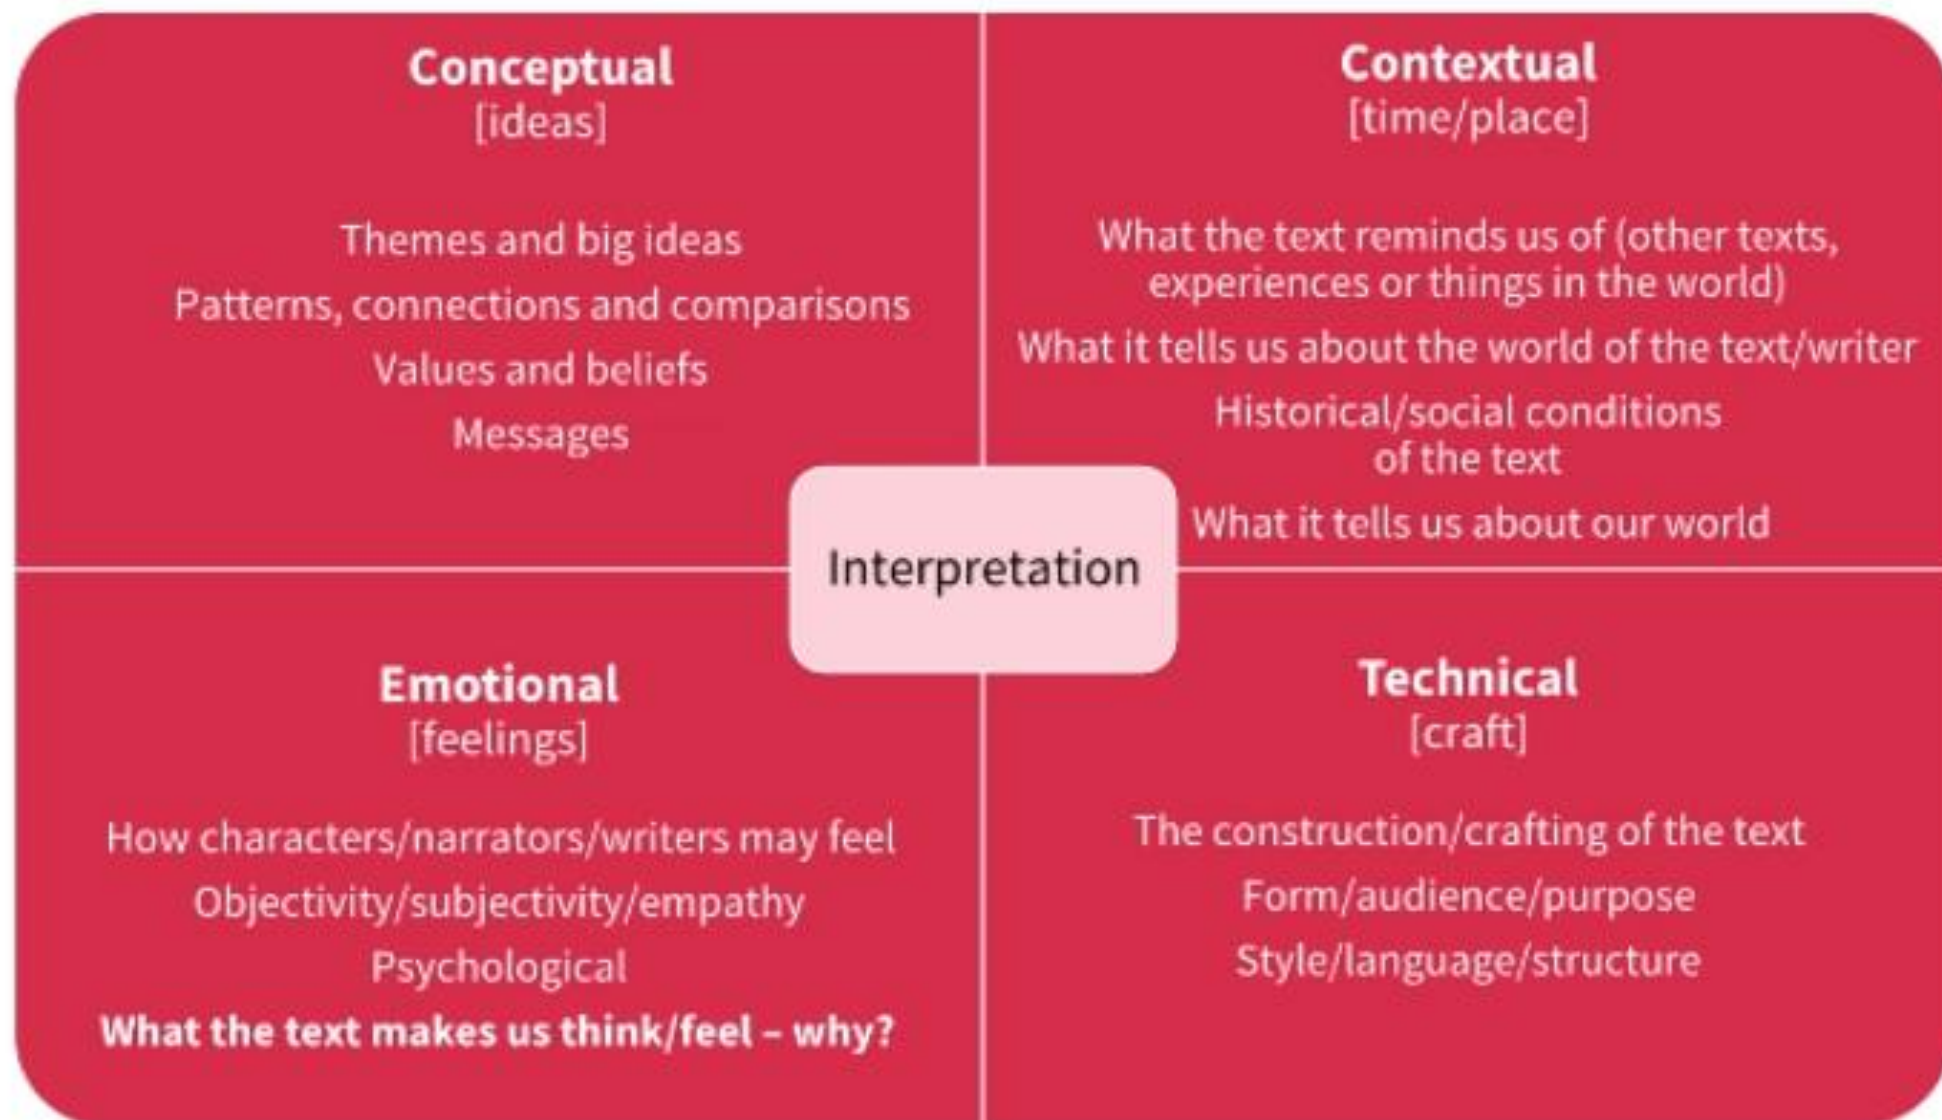 Conceptual
[ideas]
Themes and big ideas
Patterns, connections and comparisons
Values and beliefs
Messages
Contextual
[time/place]
What the text reminds us of (other texts,
experiences or things in the world)
What it tells us about the world of the text/writer
Historical/social conditions
of the text
What it tells us about our world
Interpretation
Emotional
[feelings]
How characters/narrators/writers may feel
Objectivity/subjectivity/empathy
Psychological
What the text makes us think/feel – why?
Technical
[craft]
The construction/crafting of the text
Form/audience/purpose
Style/language/structure